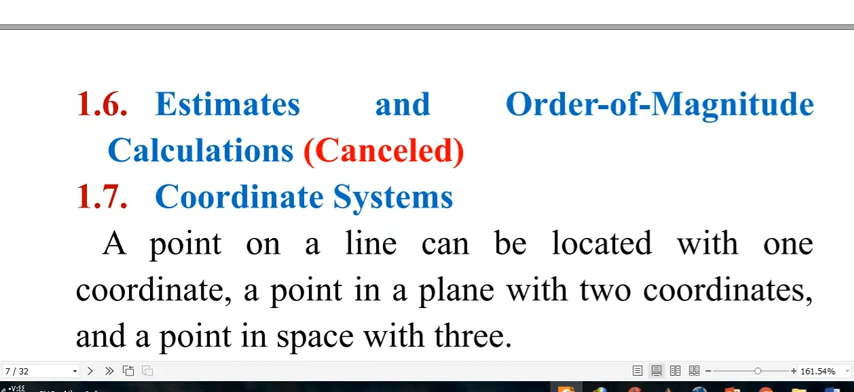 1.6. Estimates and Order-of-Magnitude
Calculations (Canceled)
1.7. Coordinate Systems
A point on a line can be located with one
coordinate, a point in a plane with two coordinates,
and a point in space with three.
7 / 32
161.54%